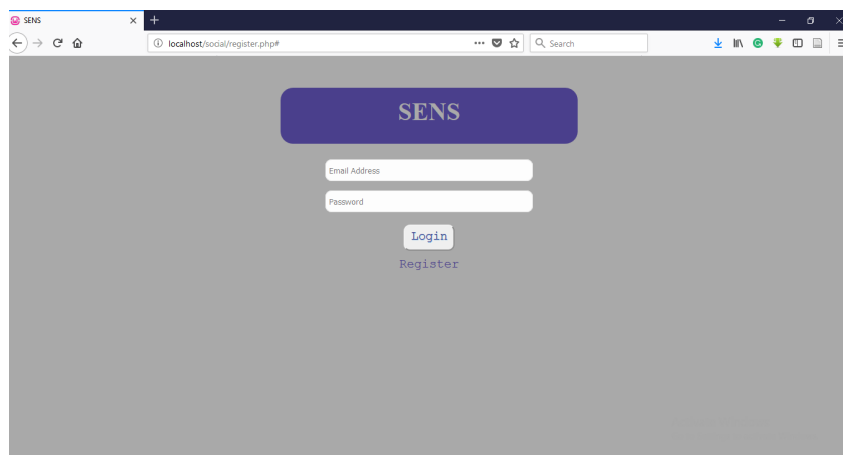 SENS
localhost/social/register.php#
Search
SENS
Email Address
Password
Login
Register